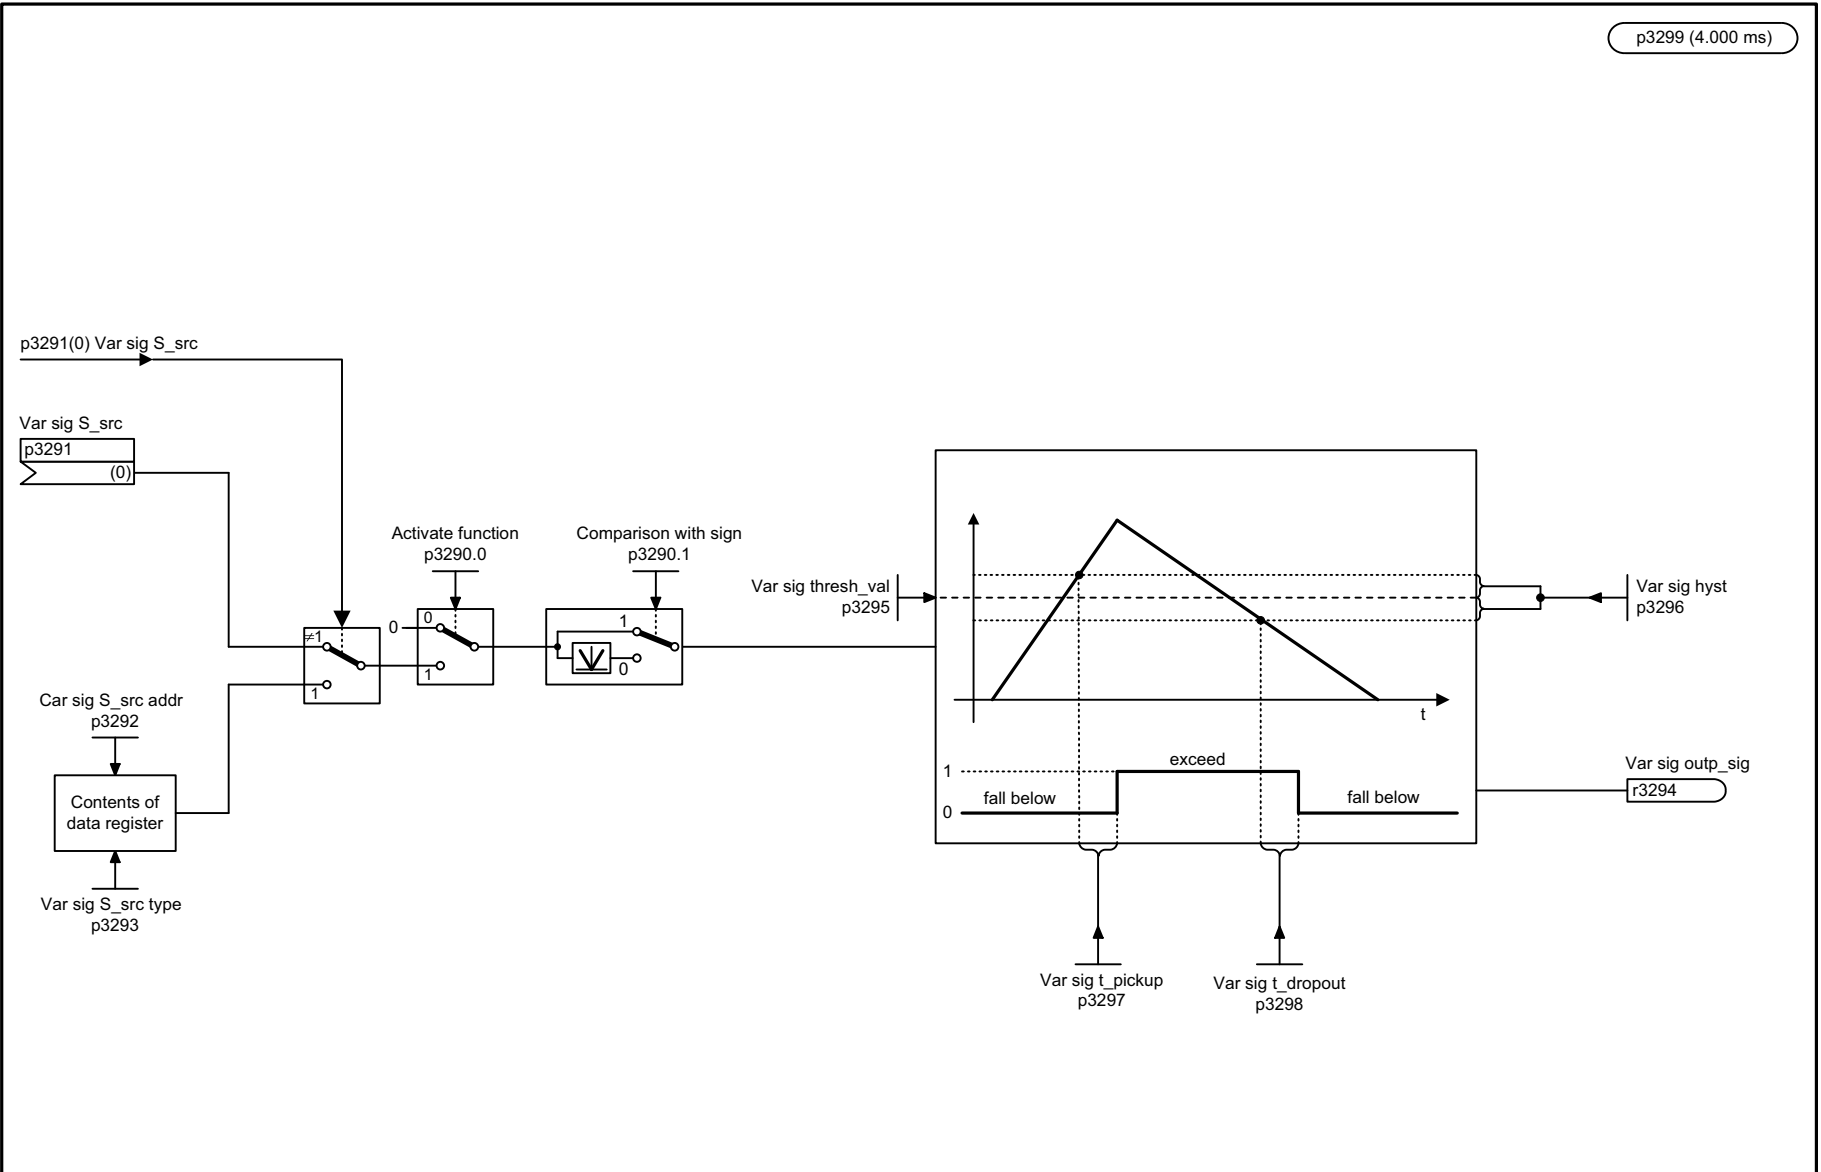 p3299 (4.000 ms)
p3291(0) Var sig S_src
Var sig S_src
p3291
(0)
Activate function
p3290.0
Comparison with sign
p3290.1
Var sig thresh_val
p3295
Var sig hyst
p3296
≠1
1
0
0
1
1
0
Car sig S_src addr
p3292
Contents of
data register
Var sig S_src type
p3293
t
1
0
fall below
exceed
fall below
Var sig outp_sig
r3294
Var sig t_pickup
p3297
Var sig t_dropout
p3298